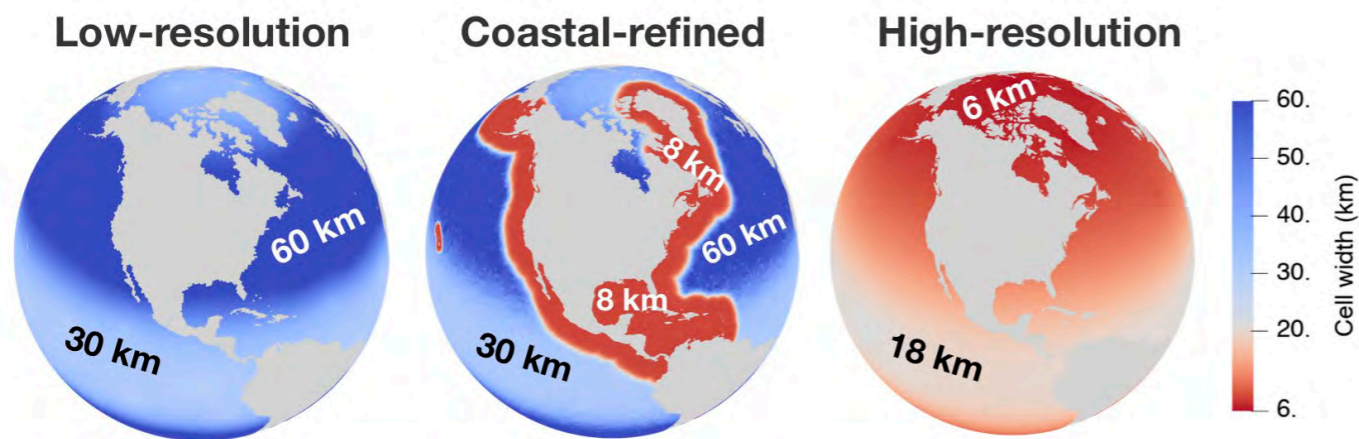 Low-resolution
Coastal-refined
High-resolution
60 km
30 km
8 km
60 km
8 km
30 km
6 km
18 km
60.
50.
40.
30.
20.
6.
Cell width (km)